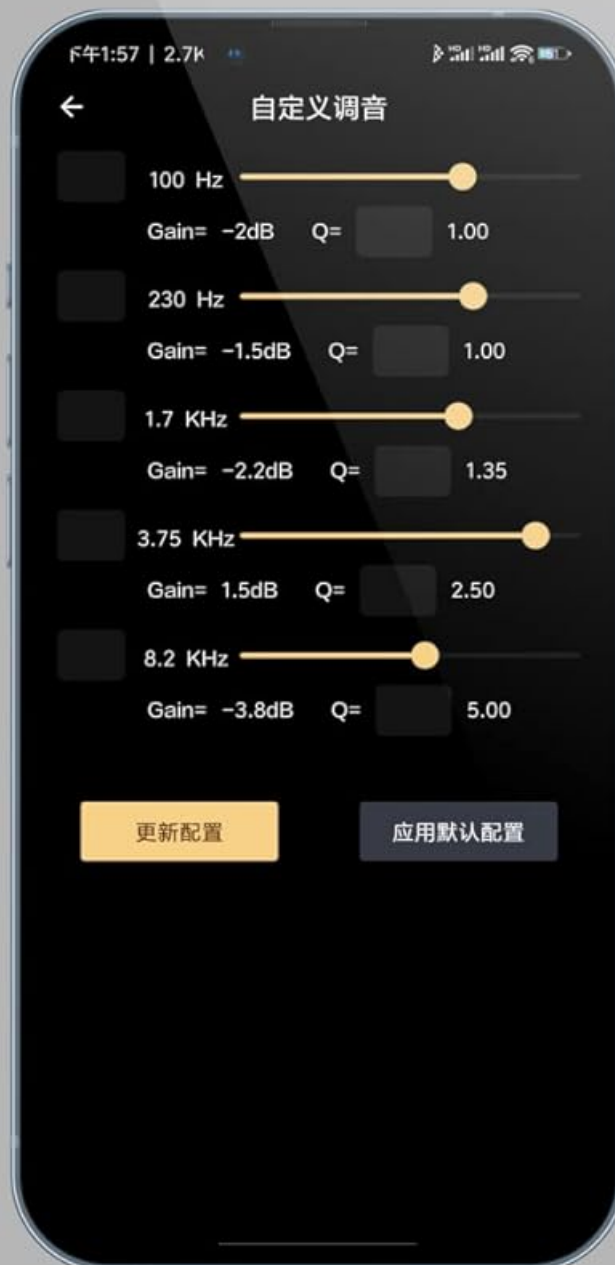 下午1:57 | 2.7K
自定义调音
100 Hz
Gain= -2dB Q= 1.00
230 Hz
Gain= -1.5dB Q= 1.00
1.7 KHz
Gain= -2.2dB Q= 1.35
3.75 KHz
Gain= 1.5dB Q= 2.50
8.2 KHz
Gain= -3.8dB Q= 5.00
更新配置
应用默认配置